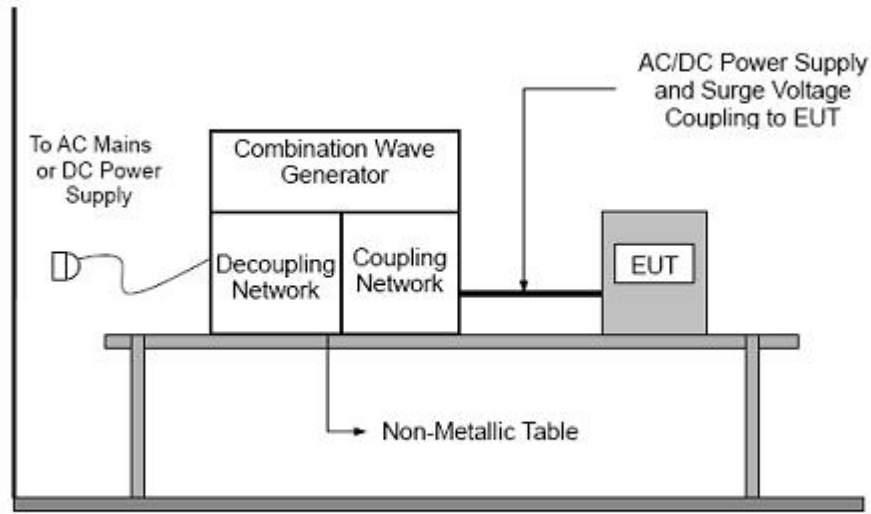 AC/DC Power Supply
and Surge Voltage
Coupling to EUT
To AC Mains
or DC Power
Supply
Combination Wave
Generator
Decoupling
Network
Coupling
Network
EUT
Non-Metallic Table